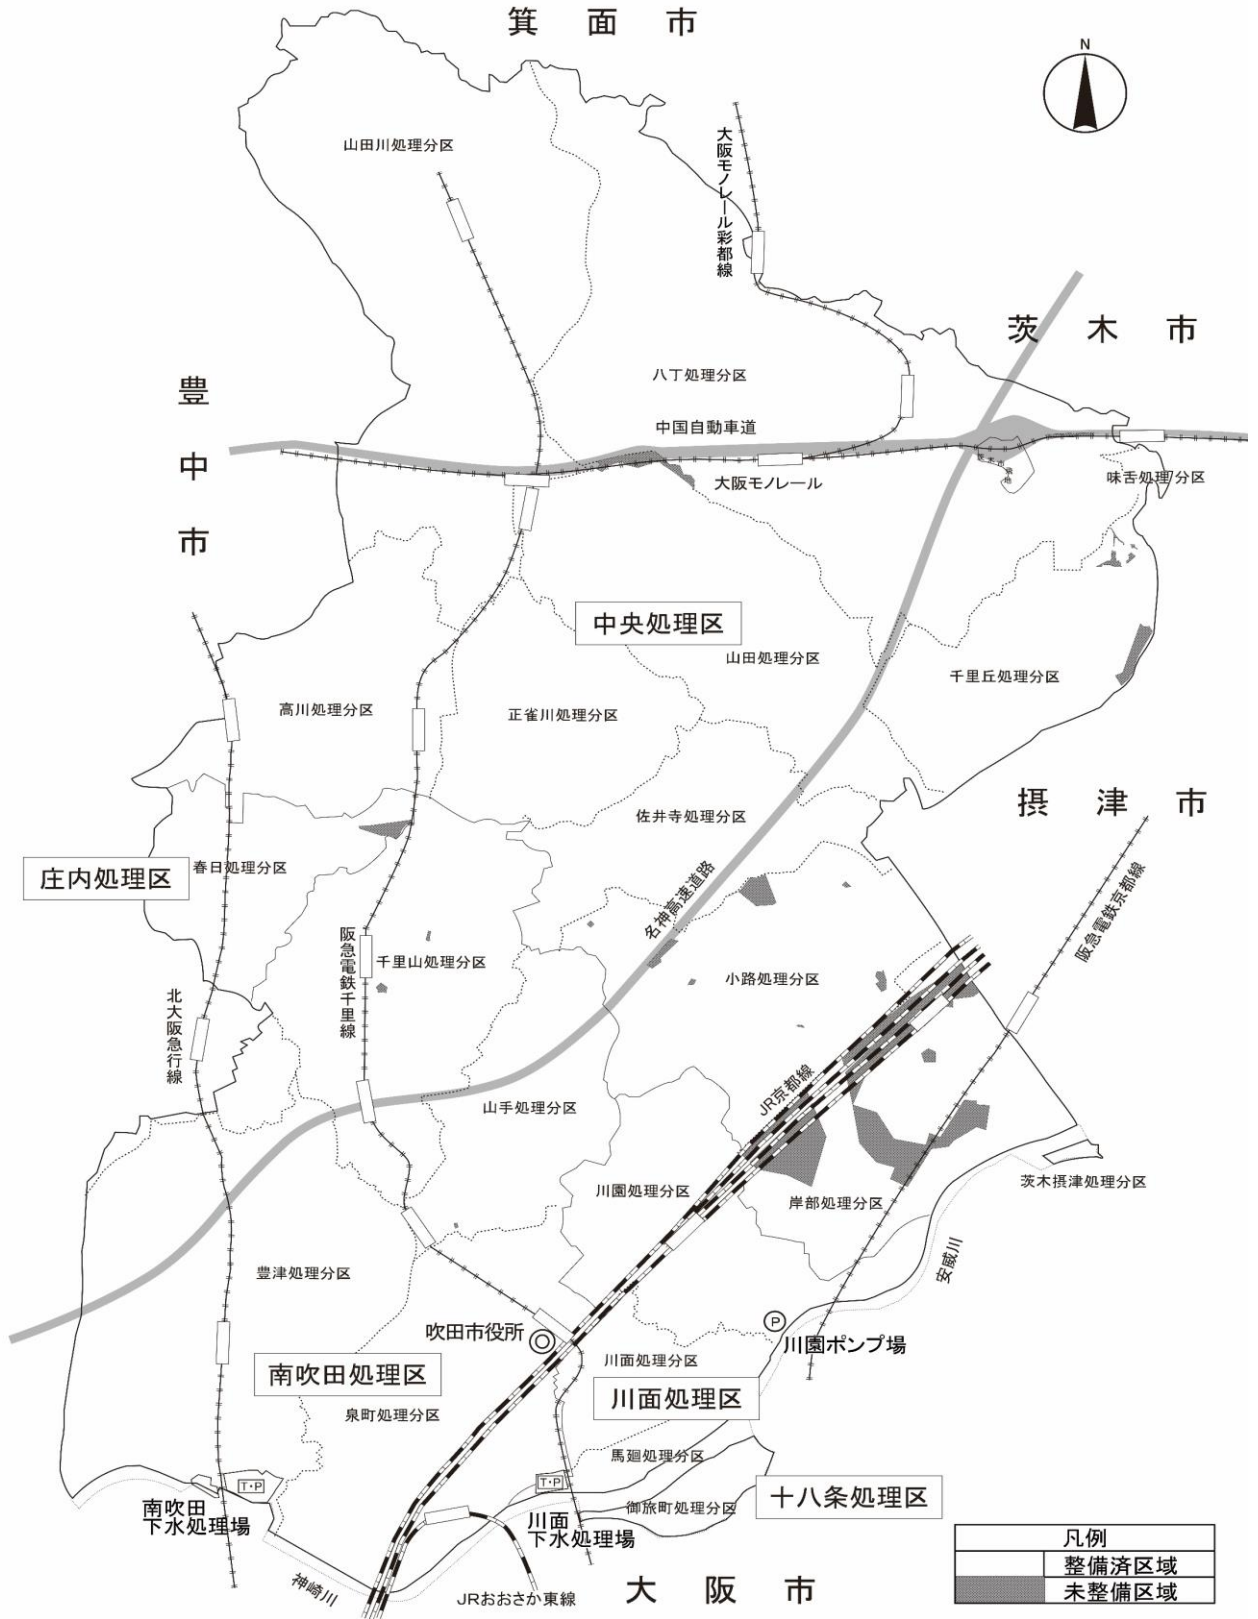 箕面市
N
山田川処理分区
大阪モノレール彩都線
茨木市
豊中市
八丁処理分区
中国自動車道
大阪モノレール
味舌処理分区
中央処理区
山田処理分区
千里丘処理分区
高川処理分区
正雀川処理分区
摂津市
佐井寺処理分区
春日処理分区
庄内処理区
名神高速道路
阪急電鉄京都線
阪急電鉄千里線
千里山処理分区
小路処理分区
北大阪急行線
JR京都線
山手処理分区
川園処理分区
岸部処理分区
茨木摂津処理分区
安威川
豊津処理分区
P
吹田市役所
川園ポンプ場
川面処理分区
南吹田処理区
川面処理区
泉町処理分区
馬廻処理分区
T・P
T・P
十八条処理区
御旅町処理分区
南吹田
下水処理場
川面
下水処理場
神崎川
JRおおさか東線
大阪市
凡例
整備済区域
未整備区域